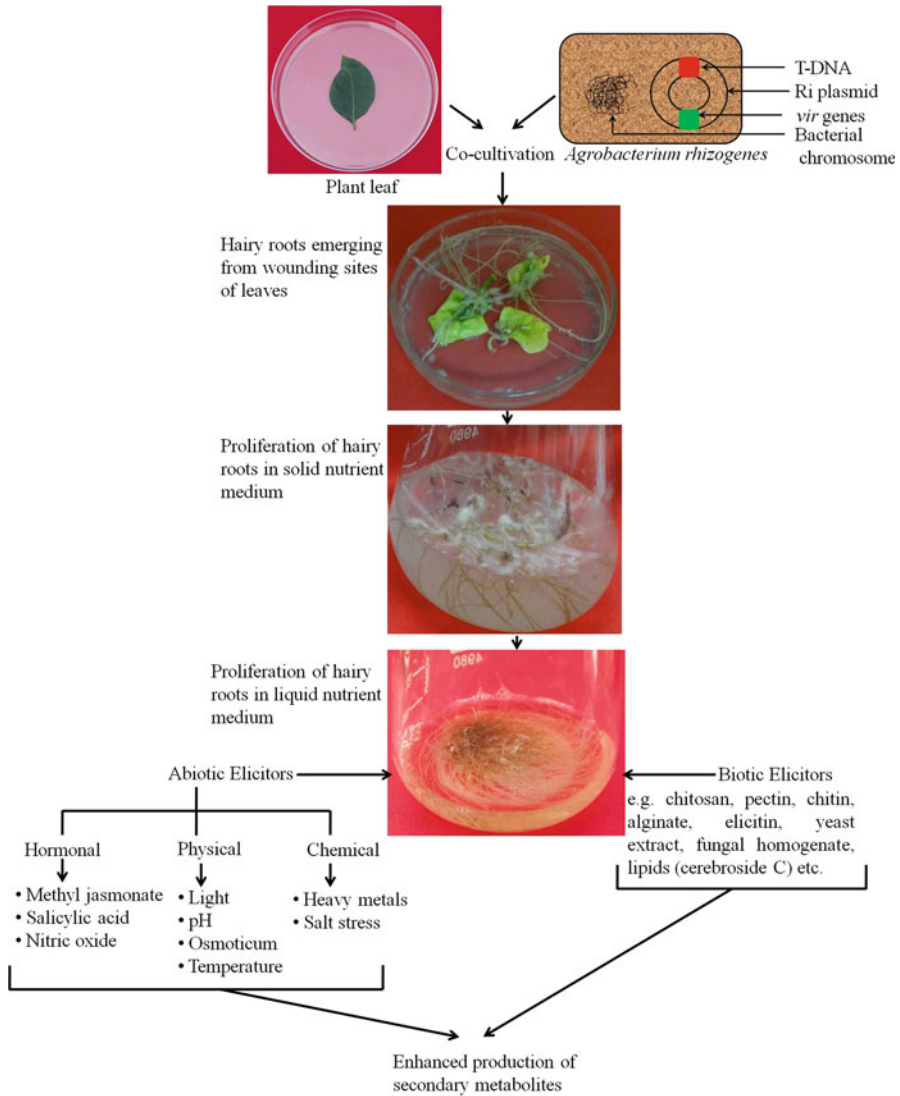 T-DNA
Ri plasmid
vir genes
Bacterial
chromosome
Agrobacterium rhizogenes
Co-cultivation
Plant leaf
Hairy roots emerging
from wounding sites
of leaves
Proliferation of hairy
roots in solid nutrient
medium
4980
Proliferation of hairy
roots in liquid nutrient
medium
4980
Abiotic Elicitors
Biotic Elicitors
e.g. chitosan, pectin, chitin,
alginate, elicitin, yeast
extract, fungal homogenate,
lipids (cerebroside C) etc.
Hormonal
• Methyl jasmonate
• Salicylic acid
• Nitric oxide
Physical
• Light
• pH
• Osmoticum
• Temperature
Chemical
• Heavy metals
• Salt stress
Enhanced production of
secondary metabolites